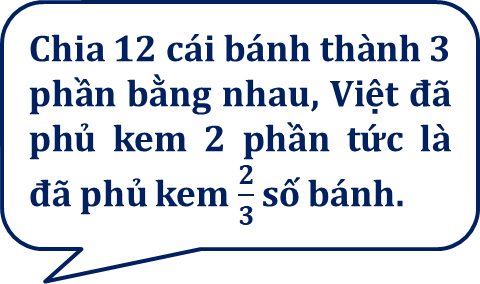 Chia 12 cái bánh thành 3
phần bằng nhau, Việt đã
phủ kem 2 phần tức là
đã phủ kem 2/3 số bánh.